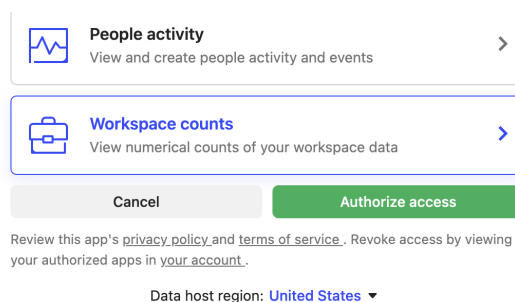 People activity
View and create people activity and events
Workspace counts
View numerical counts of your workspace data
Cancel
Authorize access
Review this app's privacy policy and terms of service . Revoke access by viewing
your authorized apps in your account .
Data host region: United States